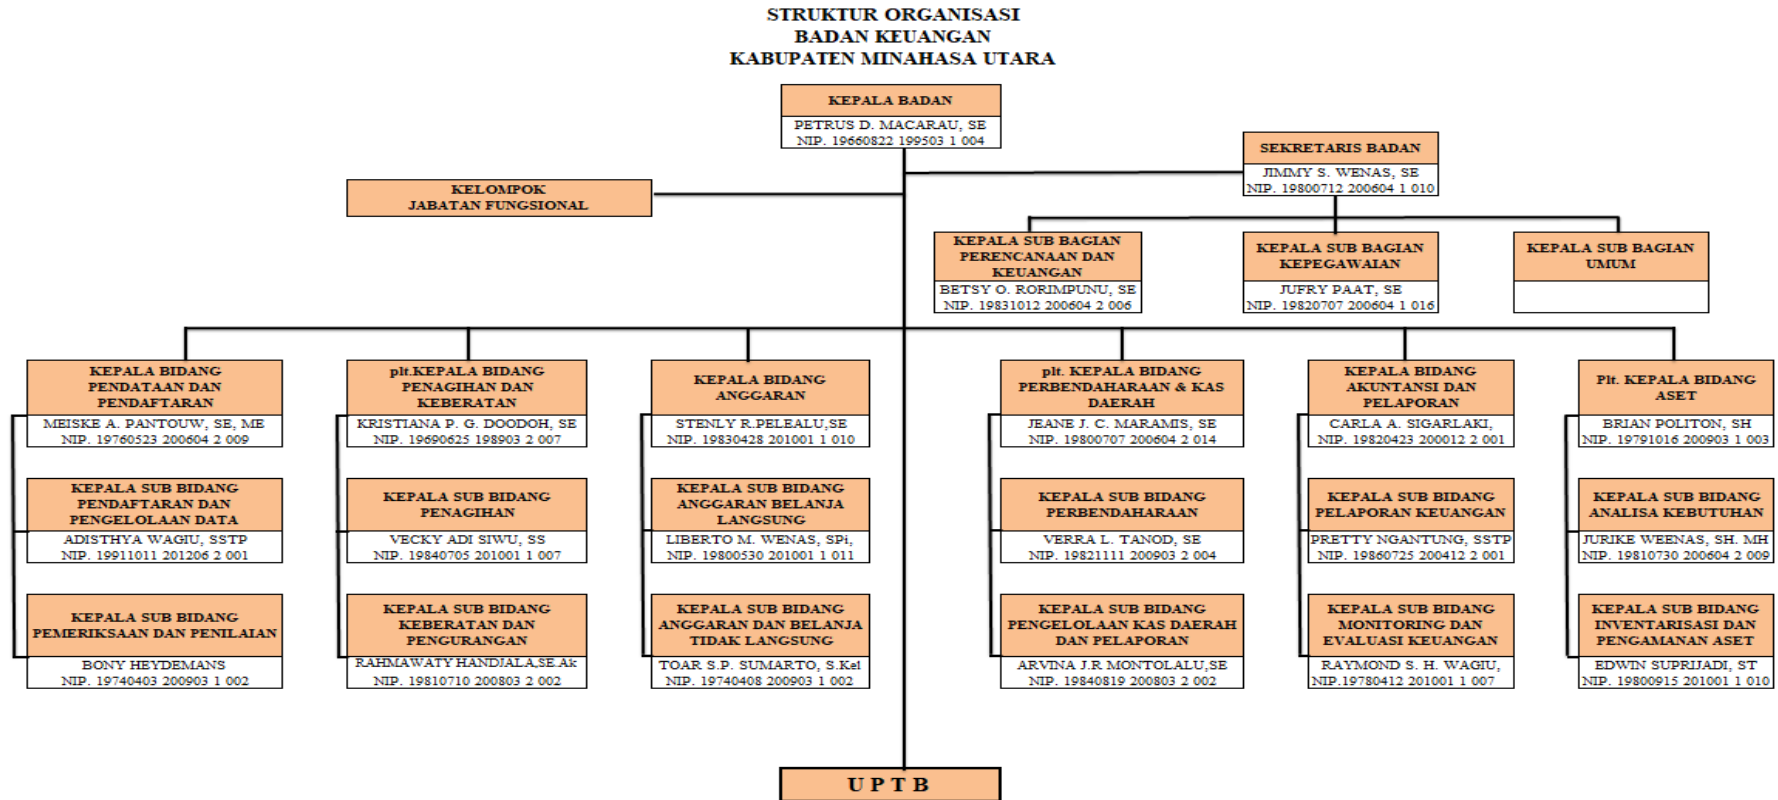 STRUKTUR ORGANISASI
BADAN KEUANGAN
KABUPATEN MINAHASA UTARA
KEPALA BADAN
PETRUS D. MACARAU, SE
NIP. 19660822 199503 1 004
SEKRETARIS BADAN
JIMMY S. WENAS, SE
NIP. 19800712 200604 1 010
KELOMPOK
JABATAN FUNGSIONAL
KEPALA SUB BAGIAN
PERENCANAAN DAN
KEUANGAN
BETSY O. RORIMPUNU, SE
NIP. 19831012 200604 2 006
KEPALA SUB BAGIAN
KEPEGAWAIAN
JUFRY PAAT, SE
NIP. 19820707 200604 1 016
KEPALA SUB BAGIAN
UMUM
KEPALA BIDANG
PENDATAAN DAN
PENDAFTARAN
MEISKE A. PANTOUW, SE, ME
NIP. 19760523 200604 2 009
plt.KEPALA BIDANG
PENAGIHAN DAN
KEBERATAN
KRISTIANA P. G. DOODOH, SE
NIP. 19690625 198903 2 007
KEPALA BIDANG
ANGGARAN
STENLY R.PELEALU,SE
NIP. 19830428 201001 1 010
plt. KEPALA BIDANG
PERBENDAHARAAN & KAS
DAERAH
JEANE J. C. MARAMIS, SE
NIP. 19800707 200604 2 014
KEPALA BIDANG
AKUNTANSI DAN
PELAPORAN
CARLA A. SIGARLAKI,
NIP. 19820423 200012 2 001
Plt. KEPALA BIDANG
ASET
BRIAN POLITON, SH
NIP. 19791016 200903 1 003
KEPALA SUB BIDANG
PENDAFTARAN DAN
PENGELOLAAN DATA
ADISTHYA WAGIU, SSTP
NIP. 19911011 201206 2 001
KEPALA SUB BIDANG
PENAGIHAN
VECKY ADI SIWU, SS
NIP. 19840705 201001 1 007
KEPALA SUB BIDANG
ANGGARAN BELANJA
LANGSUNG
LIBERTO M. WENAS, SPi,
NIP. 19800530 201001 1 011
KEPALA SUB BIDANG
PERBENDAHARAAN
VERRA L. TANOD, SE
NIP. 19821111 200903 2 004
KEPALA SUB BIDANG
PELAPORAN KEUANGAN
PRETTY NGANTUNG, SSTP
NIP. 19860725 200412 2 001
KEPALA SUB BIDANG
ANALISA KEBUTUHAN
JURIKE WEENAS, SH. MH
NIP. 19810730 200604 2 009
KEPALA SUB BIDANG
PEMERIKSAAN DAN PENILAIAN
BONY HEYDEMANS
NIP. 19740403 200903 1 002
KEPALA SUB BIDANG
KEBERATAN DAN
PENGURANGAN
RAHMAWATY HANDJALA,SE.Ak
NIP. 19810710 200803 2 002
KEPALA SUB BIDANG
ANGGARAN DAN BELANJA
TIDAK LANGSUNG
TOAR S.P. SUMARTO, S.Kel
NIP. 19740408 200903 1 002
KEPALA SUB BIDANG
PENGELOLAAN KAS DAERAH
DAN PELAPORAN
ARVINA J.R MONTOLALU,SE
NIP. 19840819 200803 2 002
KEPALA SUB BIDANG
MONITORING DAN
EVALUASI KEUANGAN
RAYMOND S. H. WAGIU,
NIP.19780412 201001 1 007
KEPALA SUB BIDANG
INVENTARISASI DAN
PENGAMANAN ASET
EDWIN SUPRIJADI, ST
NIP. 19800915 201001 1 010
U P T B